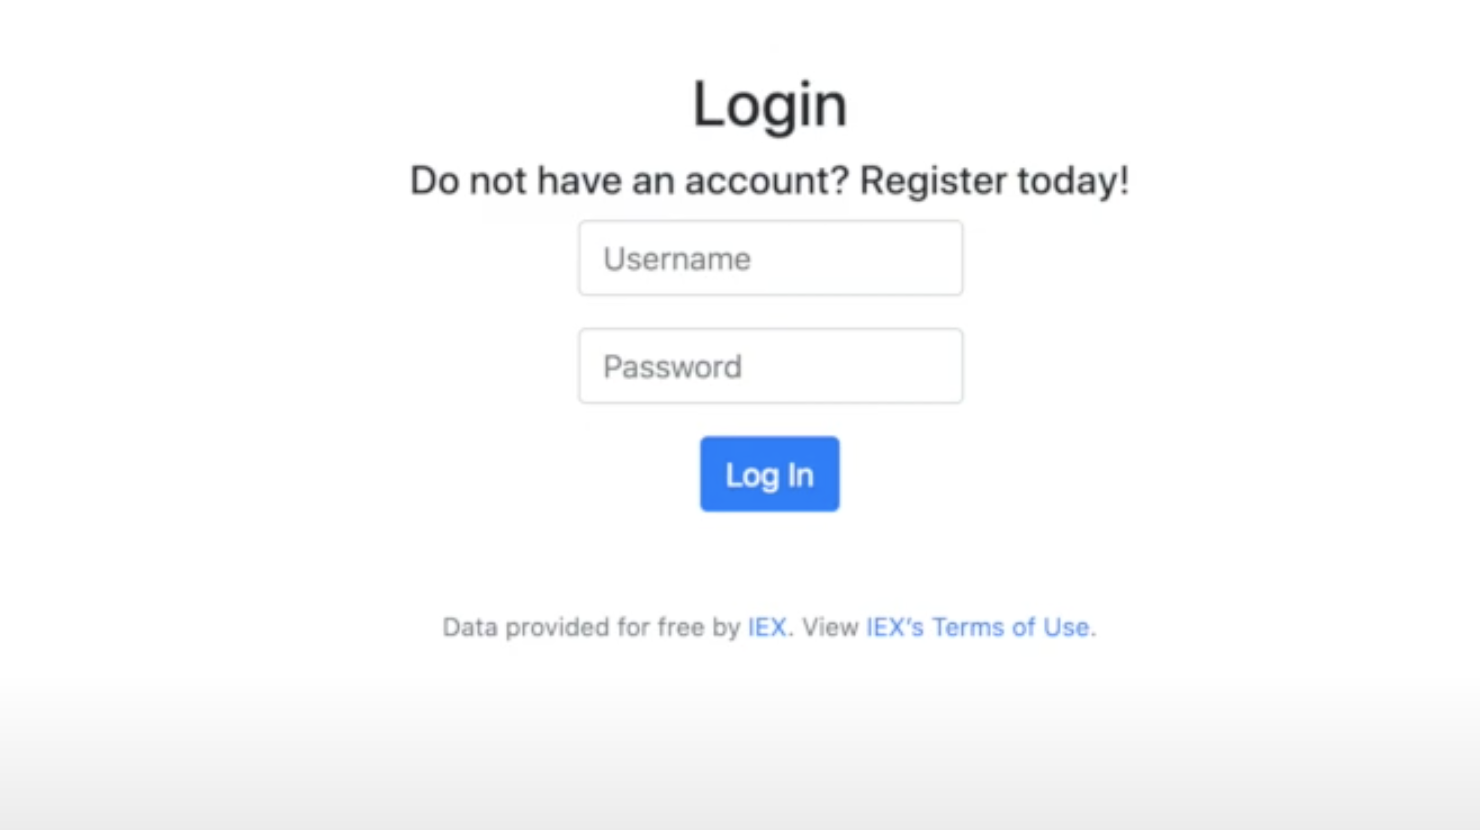 Login
Do not have an account? Register today!
Username
Password
Log In
Data provided for free by IEX. View IEX's Terms of Use.